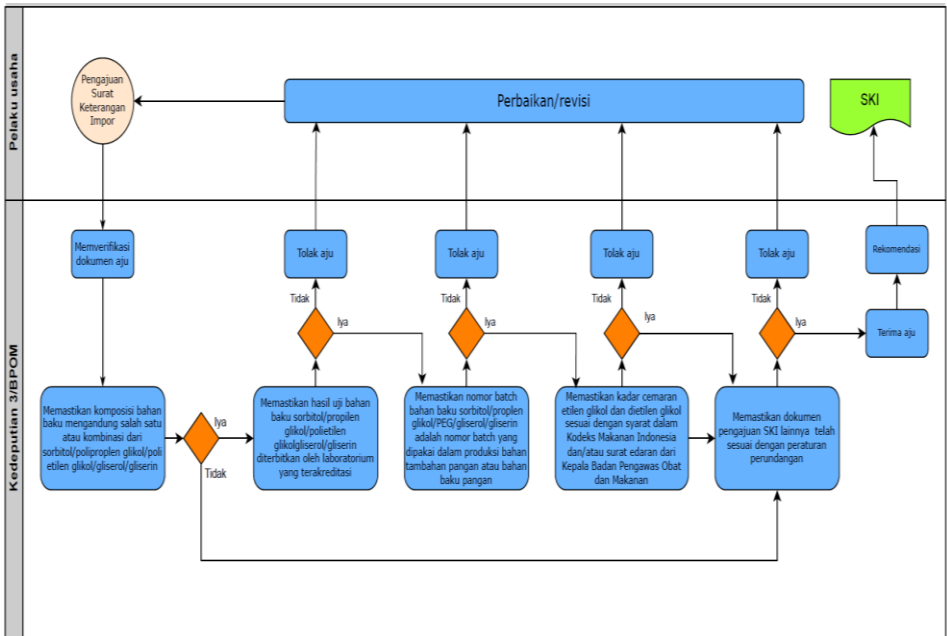 Pelaku usaha
Pengajuan
Surat
Keterangan
Impor
Perbaikan/revisi
SKI
Kedeputian 3/BPOM
Memverifikasi
dokumen aju
Tolak aju
Tolak aju
Tolak aju
Tolak aju
Rekomendasi
Tidak
Iya
Tidak
Iya
Tidak
Iya
Tidak
Iya
Terima aju
Memastikan komposisi bahan
baku mengandung salah satu
atau kombinasi dari
sorbitol/poliproplen glikol/poli
etilen glikol/gliserol/gliserin
Iya
Tidak
Memastikan hasil uji bahan
baku sorbitol/propilen
glikol/polietilen
glikolgliserol/gliserin
diterbitkan oleh laboratorium
yang terakreditasi
Memastikan nomor batch
bahan baku sorbitol/proplen
glikol/PEG/gliserol/gliserin
adalah nomor batch yang
dipakai dalam produksi bahan
tambahan pangan atau bahan
baku pangan
Memastikan kadar cemaran
etilen glikol dan dietilen glikol
sesuai dengan syarat dalam
Kodeks Makanan Indonesia
dan/atau surat edaran dari
Kepala Badan Pengawas Obat
dan Makanan
Memastikan dokumen
pengajuan SKI lainnya telah
sesuai dengan peraturan
perundangan